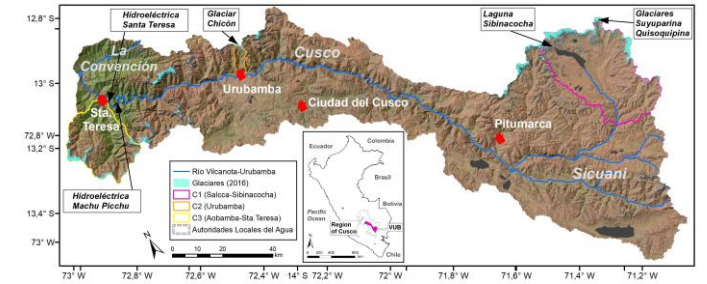 12,8° S
13° S
72,8° W
13,2° S
13,4° S
73° W
Hidroeléctrica
Santa Teresa
Glaciar
Chicón
Laguna
Sibinacocha
Glaciares
Suyuparina
Quisoquipina
La
Convención
Cusco
Urubamba
Sta.
Teresa
Ciudad del Cusco
Pitumarca
Sicuani
Hidroeléctrica
Machu Picchu
Río Vilcanota-Urubamba
Glaciares (2016)
C1 (Salcca-Sibinacocha)
C2 (Urubamba)
C3 (Aobamba-Sta.Teresa)
Autoridades Locales del Agua
N
0 10 20 40
km
Ecuador
Colombia
Brasil
Bolivia
Pacific
Ocean
Region
of Cusco
VUB
Chile
N
73° W
72,8° W
72,6° W
72,4° W
14° S
72,2° W
72° W
71,6° W
71,4° W
71,2° W